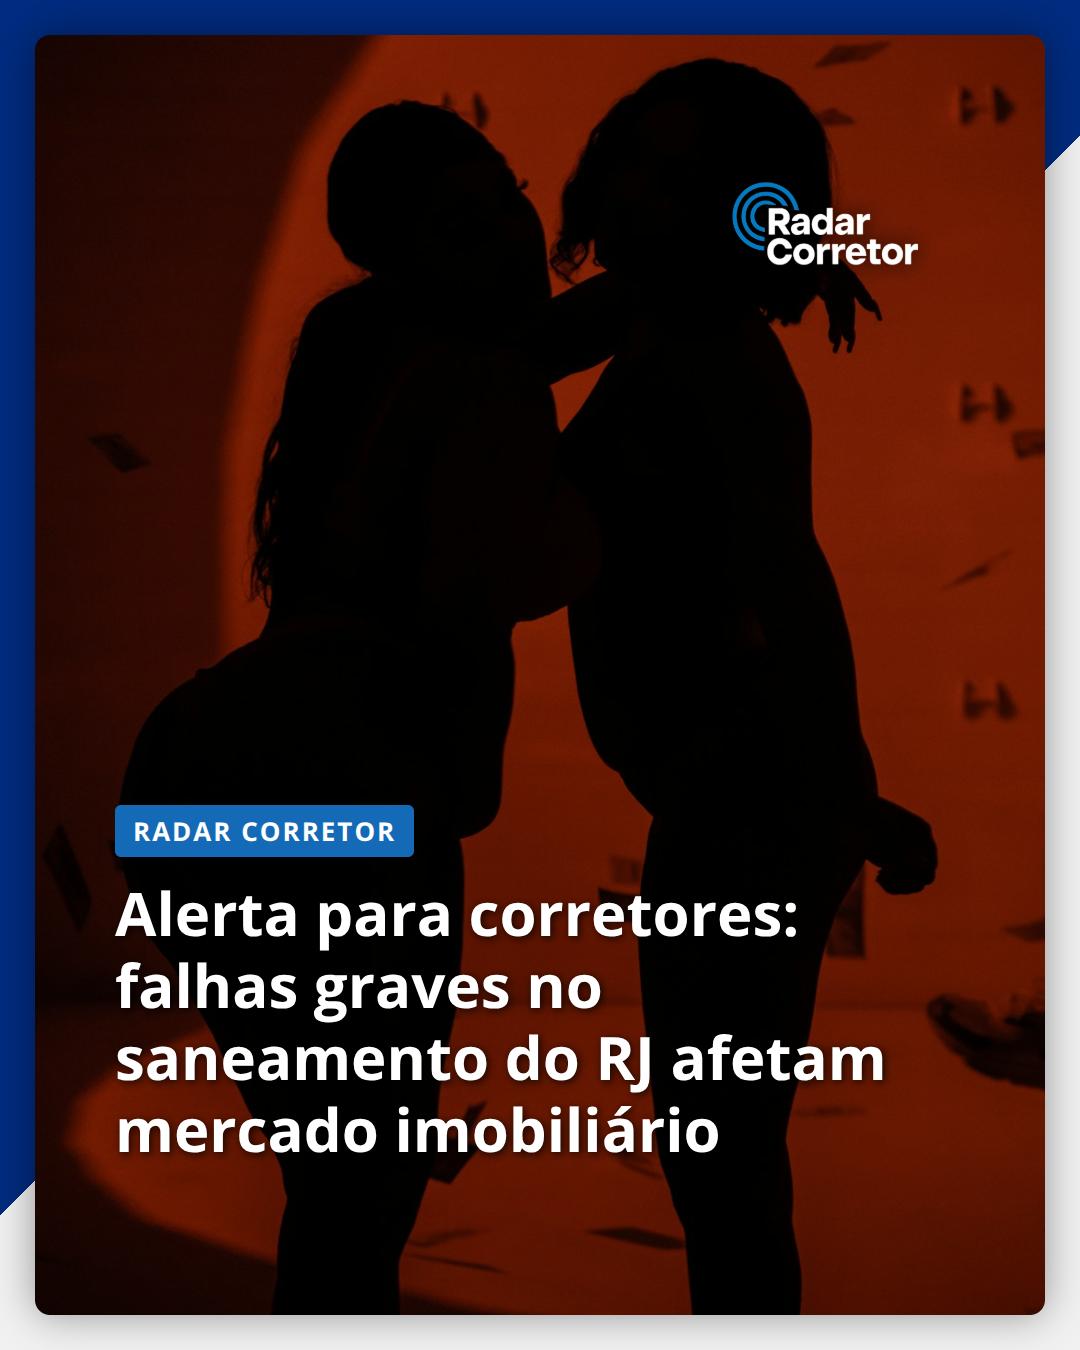 Radar
Corretor
RADAR CORRETOR
Alerta para corretores:
falhas graves no
saneamento do RJ afetam
mercado imobiliário